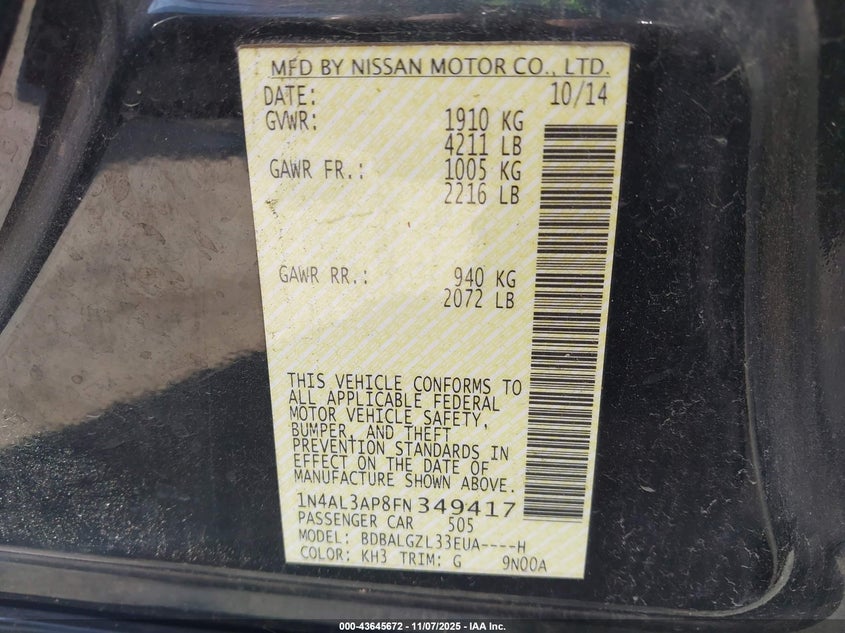 MFD BY NISSAN MOTOR CO., LTD.
DATE: 10/14
GVWR: 1910 KG
4211 LB
GAWR FR.: 1005 KG
2216 LB
GAWR RR.: 940 KG
2072 LB
THIS VEHICLE CONFORMS TO
ALL APPLICABLE FEDERAL
MOTOR VEHICLE SAFETY,
BUMPER, AND THEFT
PREVENTION STANDARDS IN
EFFECT ON THE DATE OF
MANUFACTURE SHOWN ABOVE.
1N4AL3AP8FN 349417
PASSENGER CAR 505
MODEL: BDBALGZL33EUA----H
COLOR: KH3 TRIM: G 9N00A
000-43645672 - 11/07/2025 - IAA Inc.